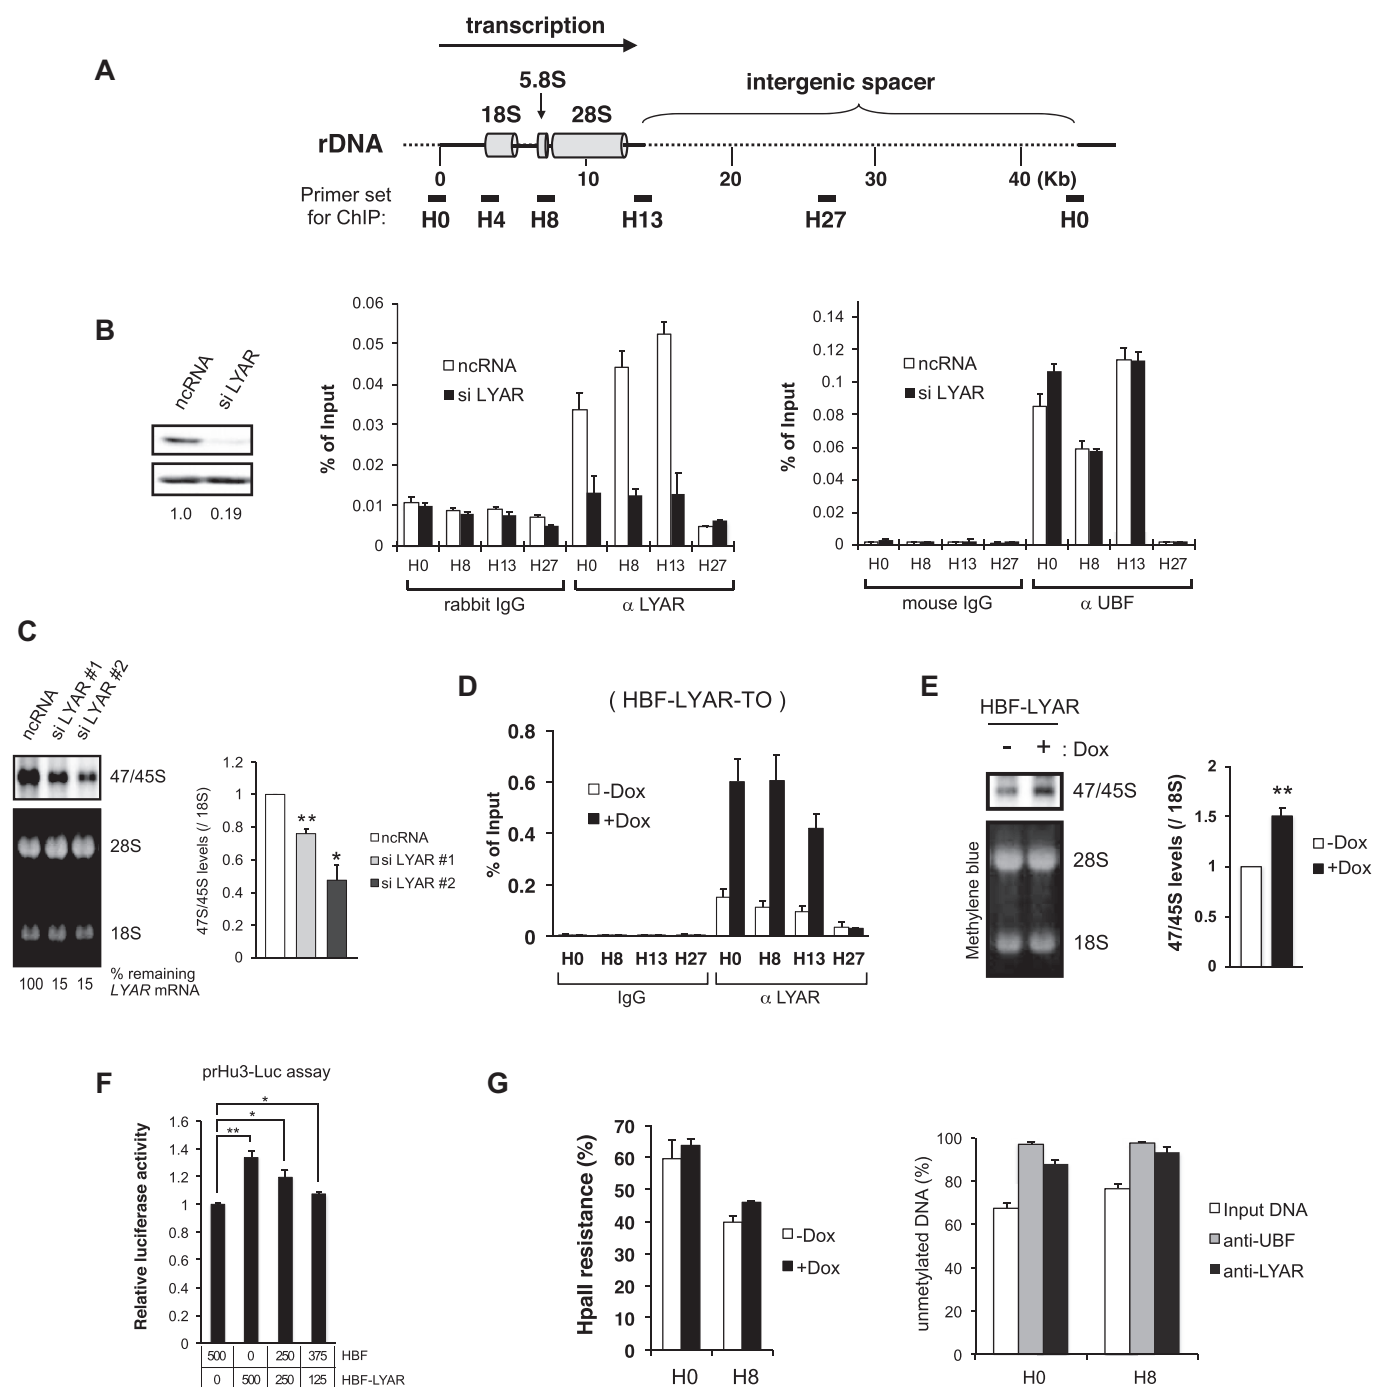 A
transcription
5.8S
18S
28S
intergenic spacer
rDNA
0
10
20
30
40 (Kb)
Primer set
for ChIP:
H0
H4
H8
H13
H27
H0
B
ncRNA
si LYAR
1.0
0.19
% of Input
0.06
0.05
0.04
0.03
0.02
0.01
0
ncRNA
si LYAR
H0
H8
H13
H27
H0
H8
H13
H27
rabbit IgG
α LYAR
% of Input
0.14
0.12
0.1
0.08
0.06
0.04
0.02
0
ncRNA
si LYAR
H0
H8
H13
H27
H0
H8
H13
H27
mouse IgG
α UBF
C
ncRNA
si LYAR #1
si LYAR #2
47/45S
28S
18S
100
15
15
% remaining
LYAR mRNA
47S/45S levels (/ 18S)
1.2
1
0.8
0.6
0.4
0.2
0
**
*
ncRNA
si LYAR #1
si LYAR #2
D
( HBF-LYAR-TO )
% of Input
0.8
0.6
0.4
0.2
0
-Dox
+Dox
H0
H8
H13
H27
H0
H8
H13
H27
IgG
α LYAR
E
HBF-LYAR
- + : Dox
47/45S
Methylene blue
28S
18S
47/45S levels (/ 18S)
2
1.5
1
0.5
0
**
-Dox
+Dox
F
prHu3-Luc assay
Relative luciferase activity
1.6
1.4
1.2
1
0.8
0.6
0.4
0.2
0
*
*
**
500 0 250 375 HBF
0 500 250 125 HBF-LYAR
G
HpaII resistance (%)
70
60
50
40
30
20
10
0
-Dox
+Dox
H0
H8
unmetylated DNA (%)
100
80
60
40
20
0
Input DNA
anti-UBF
anti-LYAR
H0
H8